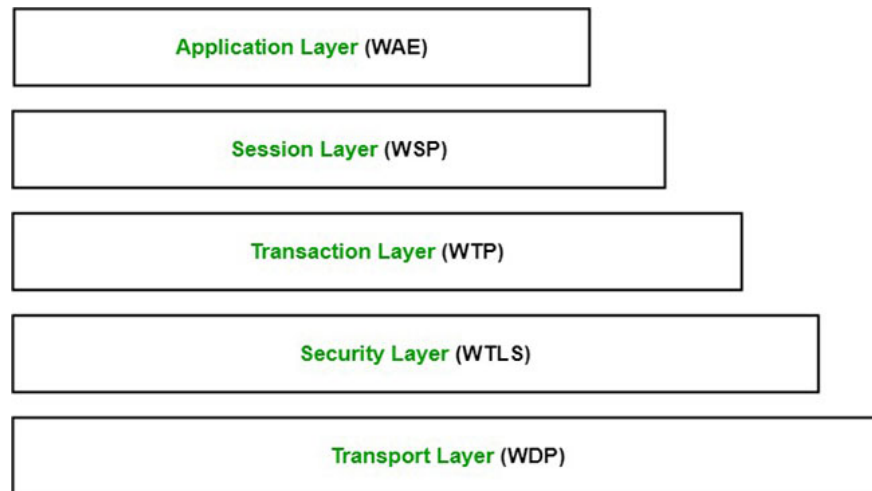 Application Layer (WAE)
Session Layer (WSP)
Transaction Layer (WTP)
Security Layer (WTLS)
Transport Layer (WDP)